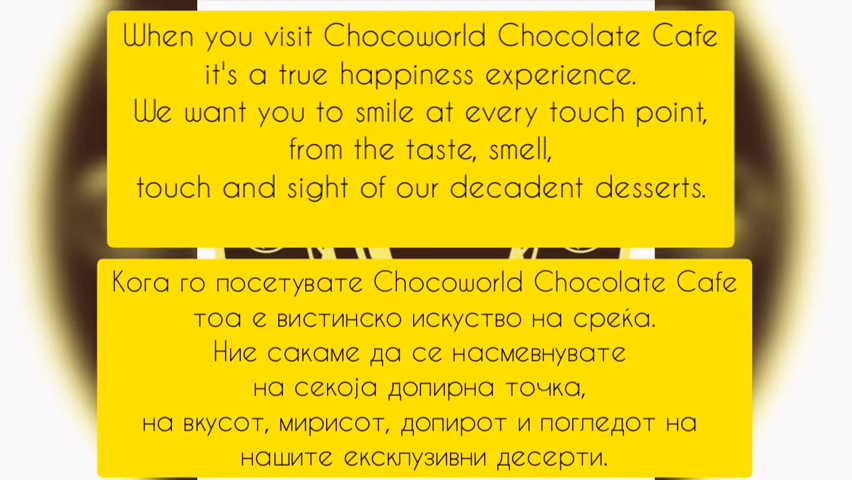 When you visit Chocoworld Chocolate Cafe
it's a true happiness experience.
We want you to smile at every touch point,
from the taste, smell,
touch and sight of our decadent desserts.
Кога го посетувате Chocoworld Chocolate Cafe
тоа е вистинско искуство на среќа.
Ние сакаме да се насмевнувате
на секоја допирна точка,
на вкусот, мирисот, допирот и погледот на
нашите ексклузивни десерти.